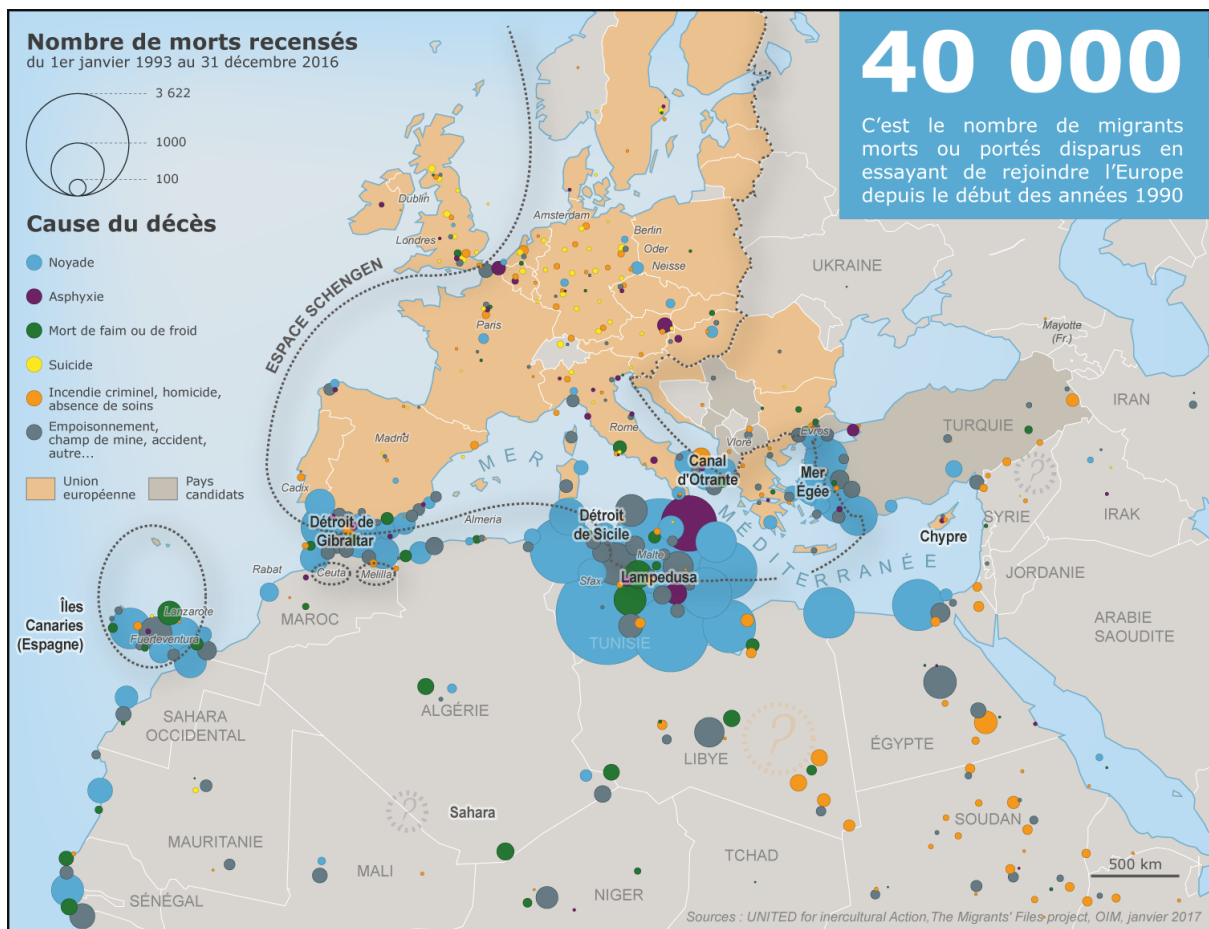 Nombre de morts recensés
du 1er janvier 1993 au 31 décembre 2016
3 622
1000
100
Cause du décès
Noyade
Asphyxie
Mort de faim ou de froid
Suicide
Incendie criminel, homicide,
absence de soins
Empoisonnement,
champ de mine, accident,
autre...
Union
européenne
Pays
candidats
40 000
C'est le nombre de migrants
morts ou portés disparus en
essayant de rejoindre l'Europe
depuis le début des années 1990
ESPACE SCHENGEN
Dublin
Londres
Amsterdam
Berlin
Oder
Neisse
Paris
UKRAINE
Mayotte
(Fr.)
IRAN
TURQUIE
Madrid
Rome
Vloré
Evros
Cadix
MER
MÉDITERRANÉE
Canal
d'Otrante
Mer
Égée
Détroit de
Gibraltar
Almeria
Détroit
de Sicile
Malte
Lampedusa
Sfax
Chypre
SYRIE
IRAK
JORDANIE
ARABIE
SAOUDITE
Rabat
Ceuta
Melilla
MAROC
TUNISIE
Îles
Canaries
(Espagne)
Lanzarote
Fuerteventura
SAHARA
OCCIDENTAL
ALGÉRIE
LIBYE
?
ÉGYPTE
?
?
Sahara
MAURITANIE
MALI
NIGER
TCHAD
SOUDAN
SÉNÉGAL
500 km
Sources : UNITED for inercultural Action,The Migrants' Files project, OIM, janvier 2017